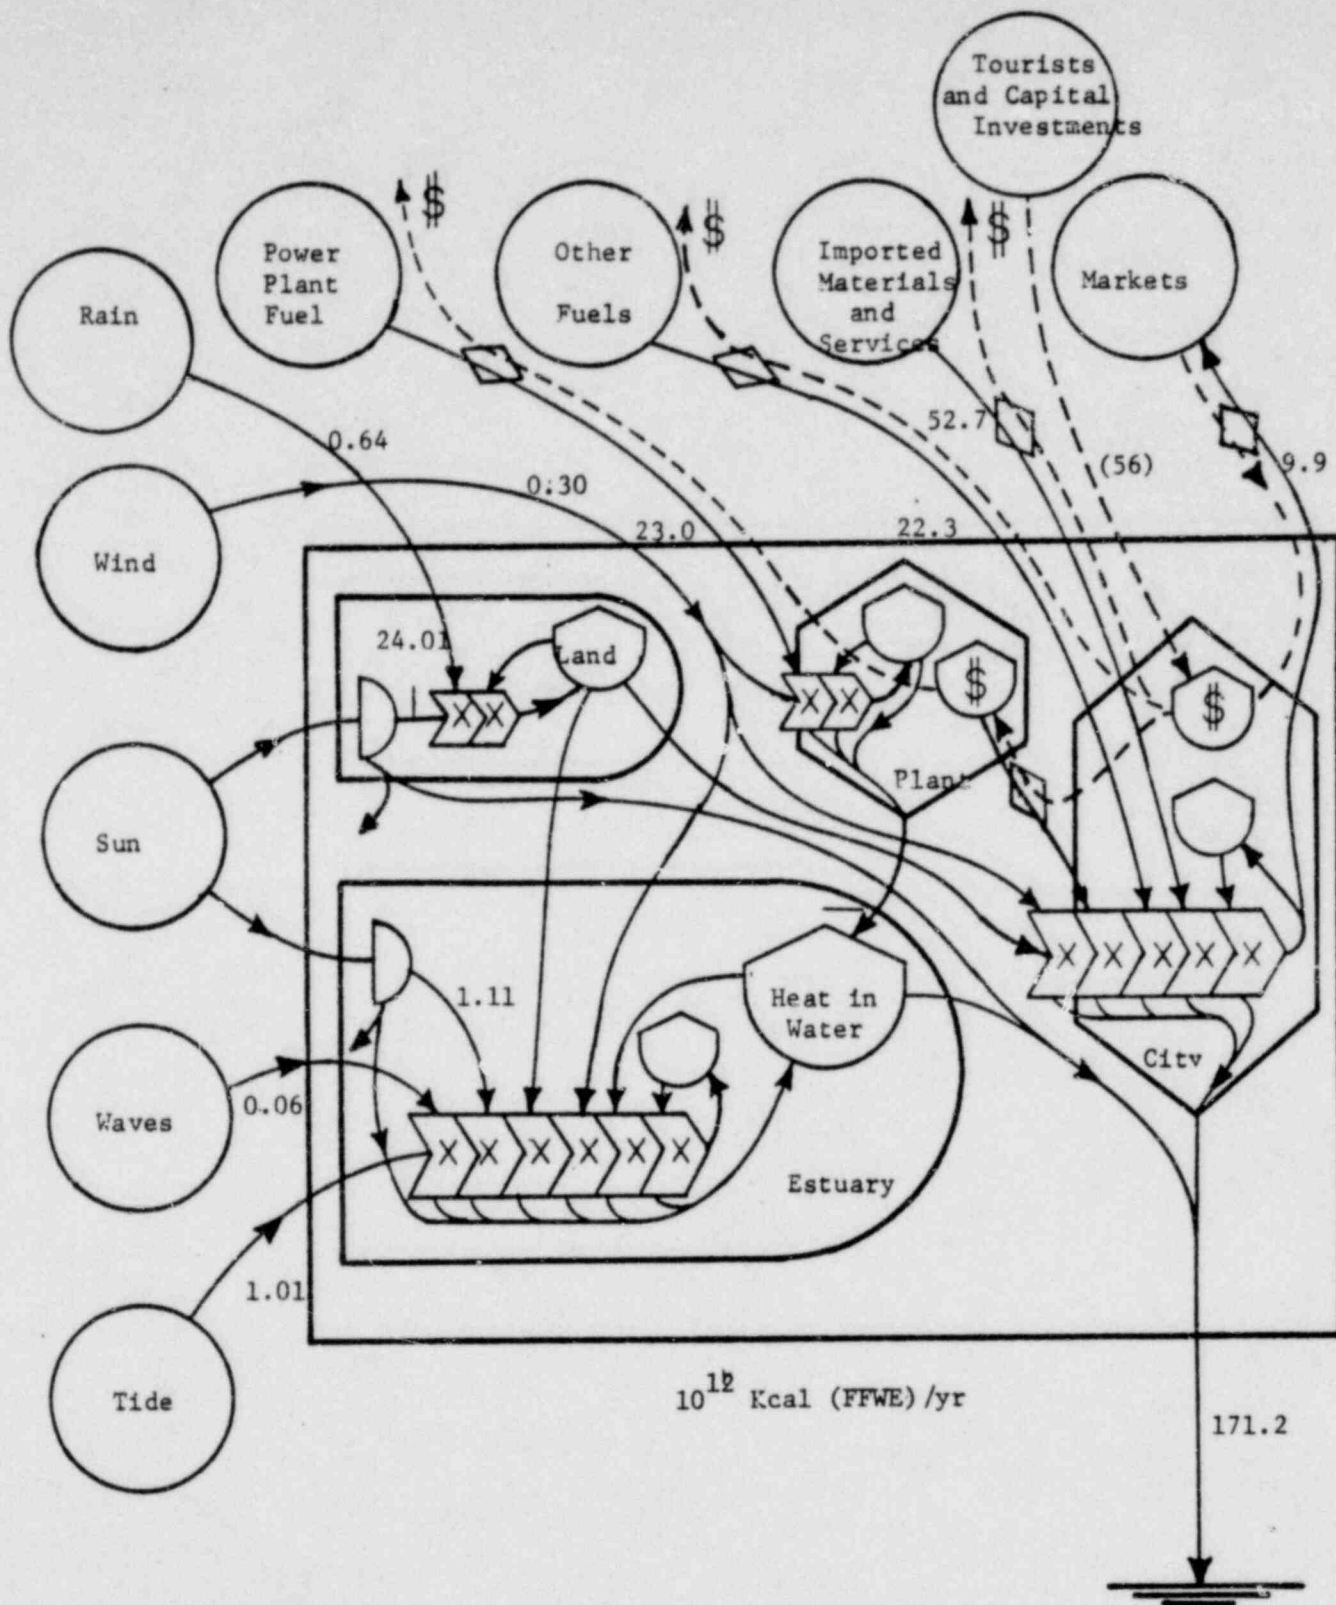 Tourists
and Capital
Investments
$
$
$
Power
Plant
Fuel
Other
Fuels
Imported
Materials
and
Services
Markets
Rain
0.64
52.7
(56)
9.9
Wind
0.30
23.0
22.3
24.01
Land
X X
X X
$
$
Plant
Sun
X X X X X
Heat in
Water
1.11
City
Waves
0.06
X X X X X X
Estuary
1.01
Tide
10^12 Kcal (FFWE)/yr
171.2